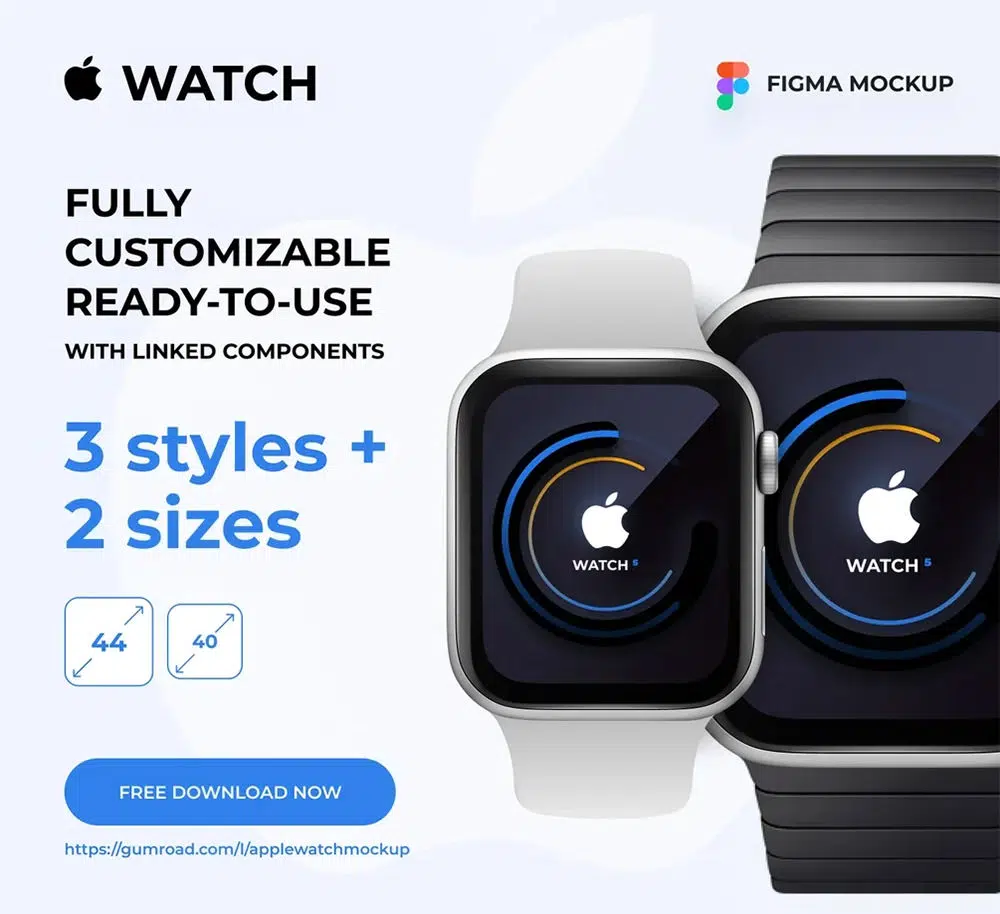 WATCH
FIGMA MOCKUP
FULLY
CUSTOMIZABLE
READY-TO-USE
WITH LINKED COMPONENTS
3 styles +
2 sizes
44
40
WATCH 5
WATCH 5
FREE DOWNLOAD NOW
https://gumroad.com/l/applewatchmockup